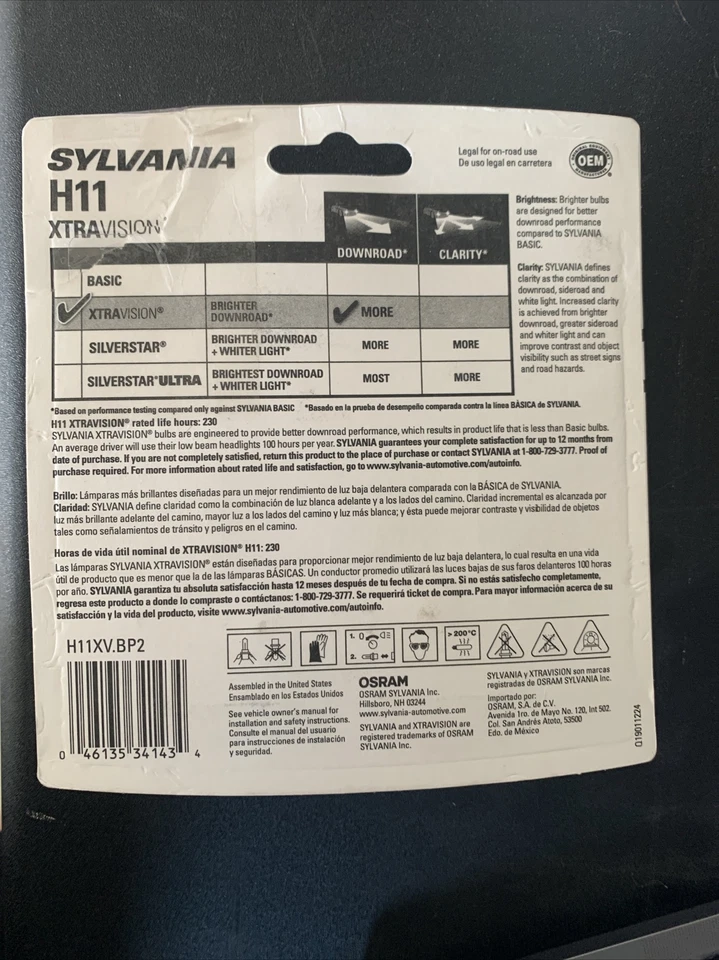 SYLVANIA
H11
XTRAVISION
Legal for on-road use
De uso legal en carretera
ORIGINAL EQUIPMENT
OEM
MANUFACTURER
DOWNROAD*
CLARITY*
BASIC
XTRAVISION® BRIGHTER DOWNROAD* MORE
SILVERSTAR® BRIGHTER DOWNROAD + WHITER LIGHT* MORE MORE
SILVERSTAR®ULTRA BRIGHTEST DOWNROAD + WHITER LIGHT* MOST MORE
Brightness: Brighter bulbs
are designed for better
downroad performance
compared to SYLVANIA
BASIC.
Clarity: SYLVANIA defines
clarity as the combination of
downroad, sideroad and
white light. Increased clarity
is achieved from brighter
downroad, greater sideroad
and whiter light and can
improve contrast and object
visibility such as street signs
and road hazards.
*Based on performance testing compared only against SYLVANIA BASIC *Basado en la prueba de desempeño comparada contra la línea BÁSICA de SYLVANIA.
H11 XTRAVISION® rated life hours: 230
SYLVANIA XTRAVISION® bulbs are engineered to provide better downroad performance, which results in product life that is less than Basic bulbs.
An average driver will use their low beam headlights 100 hours per year. SYLVANIA guarantees your complete satisfaction for up to 12 months from
date of purchase. If you are not completely satisfied, return this product to the place of purchase or contact SYLVANIA at 1-800-729-3777. Proof of
purchase required. For more information about rated life and satisfaction, go to www.sylvania-automotive.com/autoinfo.
Brillo: Lámparas más brillantes diseñadas para un mejor rendimiento de luz baja delantera comparada con la BÁSICA de SYLVANIA.
Claridad: SYLVANIA define claridad como la combinación de luz blanca adelante y a los lados del camino. Claridad incremental es alcanzada por
luz más brillante adelante del camino, mayor luz a los lados del camino y luz más blanca; y ésta puede mejorar contraste y visibilidad de objetos
tales como señalamientos de tránsito y peligros en el camino.
Horas de vida útil nominal de XTRAVISION® H11: 230
Las lámparas SYLVANIA XTRAVISION® están diseñadas para proporcionar mejor rendimiento de luz baja delantera, lo cual resulta en una vida
útil de producto que es menor que la de las lámparas BÁSICAS. Un conductor promedio utilizará las luces bajas de sus faros delanteros 100 horas
por año. SYLVANIA garantiza tu absoluta satisfacción hasta 12 meses después de tu fecha de compra. Si no estás satisfecho completamente,
regresa este producto a donde lo compraste o contáctanos: 1-800-729-3777. Se requerirá ticket de compra. Para mayor información acerca de su
satisfacción y la vida del producto, visite www.sylvania-automotive.com/autoinfo.
H11XV.BP2
1. 0
2.
> 200°C
0 46135 34143 4
Assembled in the United States
Ensamblado en los Estados Unidos
See vehicle owner's manual for
installation and safety instructions.
Consulte el manual del usuario
para instrucciones de instalación
y seguridad.
OSRAM
OSRAM SYLVANIA Inc.
Hillsboro, NH 03244
www.sylvania-automotive.com
SYLVANIA and XTRAVISION are
registered trademarks of OSRAM
SYLVANIA Inc.
SYLVANIA y XTRAVISION son marcas
registradas de OSRAM SYLVANIA Inc.
Importado por:
OSRAM, S.A. de C.V.
Avenida 1ro. de Mayo No. 120, Int 502.
Col. San Andrés Atoto, 53500
Edo. de México
Q19011224